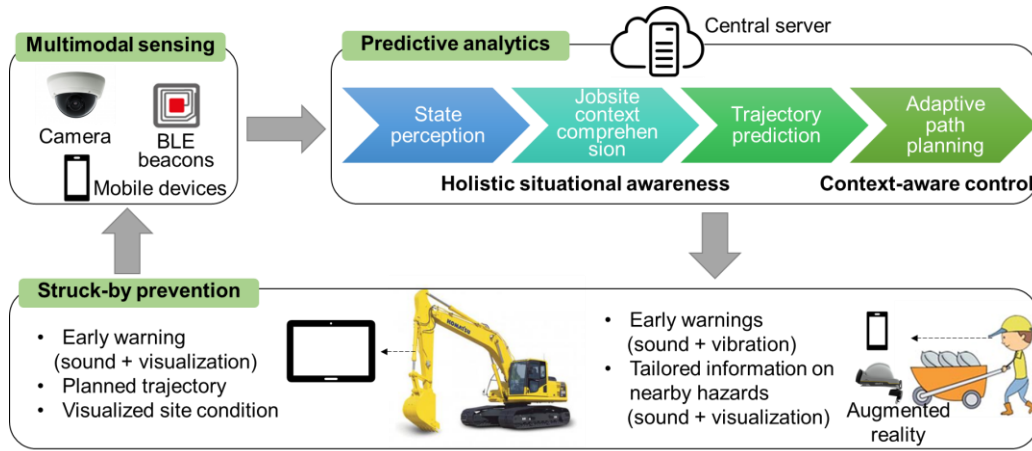 Multimodal sensing
Camera
BLE
beacons
Mobile devices
Predictive analytics
Central server
State
perception
Jobsite
context
comprehen
sion
Trajectory
prediction
Adaptive
path
planning
Holistic situational awareness
Context-aware control
Struck-by prevention
• Early warning
(sound + visualization)
• Planned trajectory
• Visualized site condition
KOMATSU
• Early warnings
(sound + vibration)
• Tailored information on
nearby hazards
(sound + visualization)
Augmented
reality